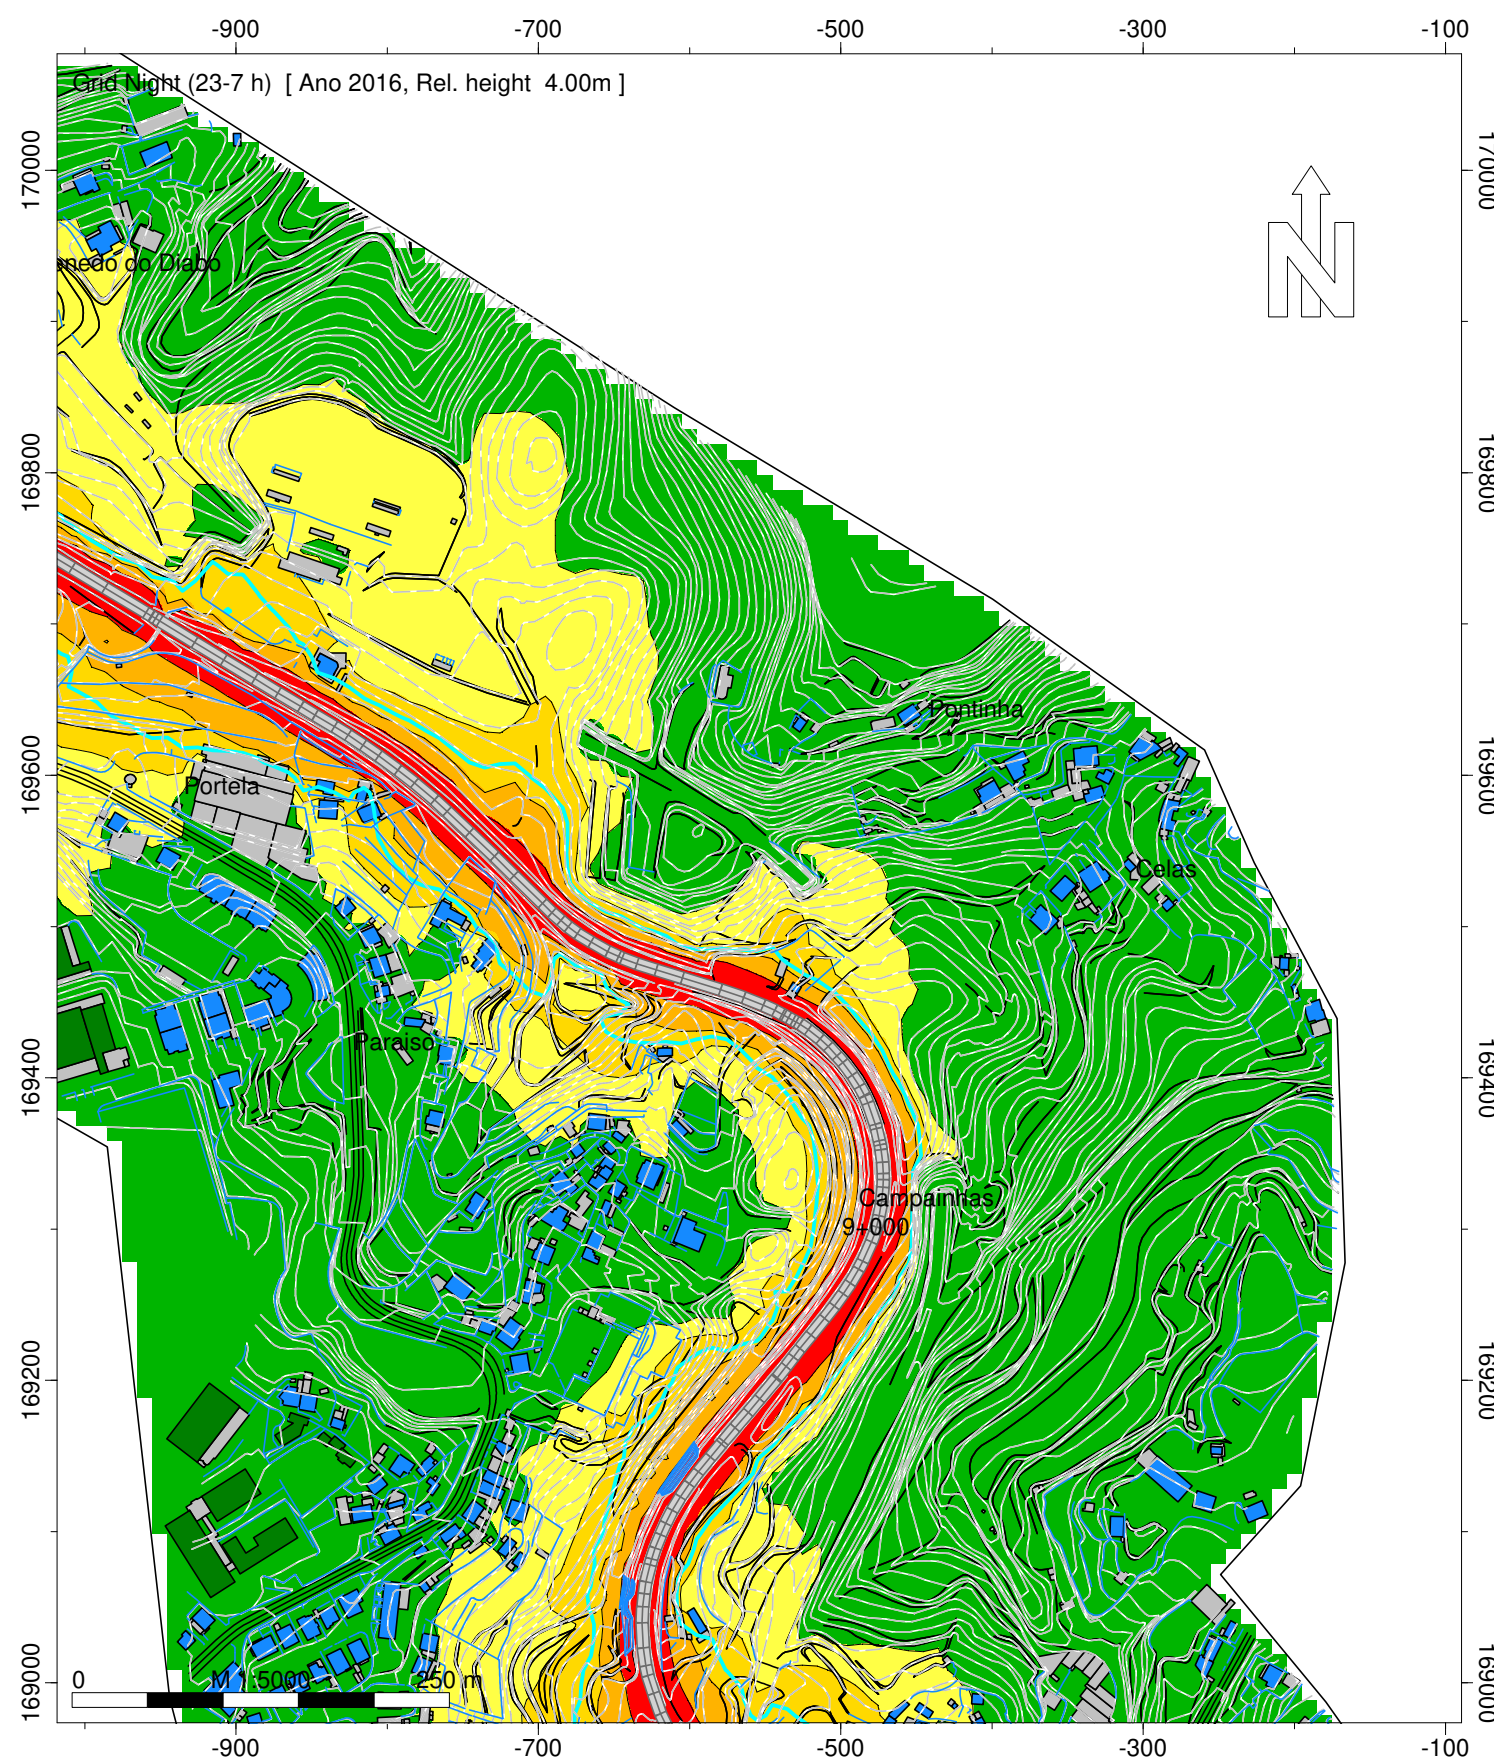 -900 -700 -500 -300 -100
Grid Night (23-7 h) [ Ano 2016, Rel. height 4.00m ]
170000 170000
N
enedo do Diabo
169800 169800
Pontinha
169600 169600
Portela
Celas
Paraiso
169400 169400
Campainhas
9+000
169200 169200
169000 169000
0 M 1:5000 250 m
-900 -700 -500 -300 -100